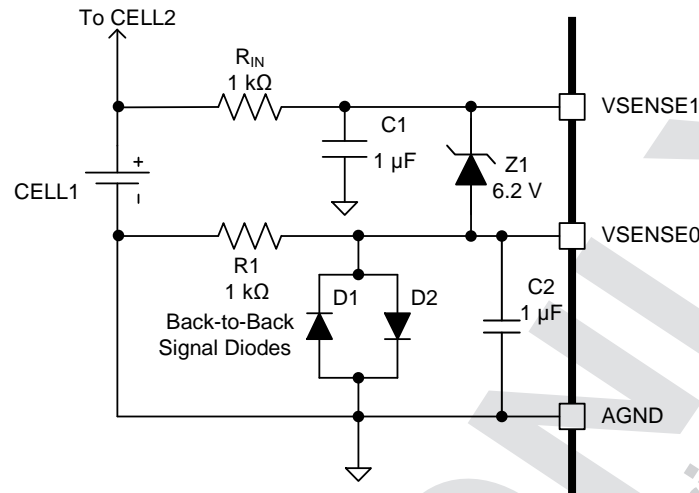 To CELL2
R_IN
1 kΩ
VSENSE1
C1
1 µF
Z1
6.2 V
+
CELL1
-
VSENSE0
R1
1 kΩ
D1
D2
C2
1 µF
Back-to-Back
Signal Diodes
AGND